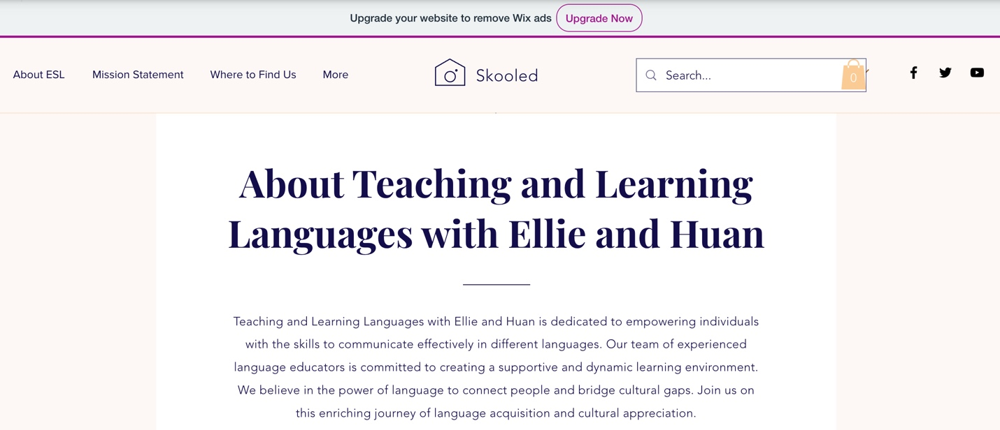 Upgrade your website to remove Wix ads Upgrade Now
About ESL Mission Statement Where to Find Us More Skooled Search... 0
About Teaching and Learning
Languages with Ellie and Huan
Teaching and Learning Languages with Ellie and Huan is dedicated to empowering individuals
with the skills to communicate effectively in different languages. Our team of experienced
language educators is committed to creating a supportive and dynamic learning environment.
We believe in the power of language to connect people and bridge cultural gaps. Join us on
this enriching journey of language acquisition and cultural appreciation.